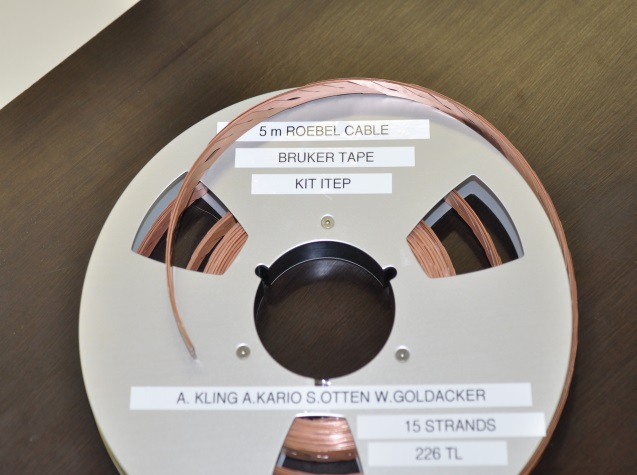 5 m ROEBEL CABLE
BRUKER TAPE
KIT ITEP
A. KLING A.KARIO S.OTTEN W.GOLDACKER
15 STRANDS
226 TL